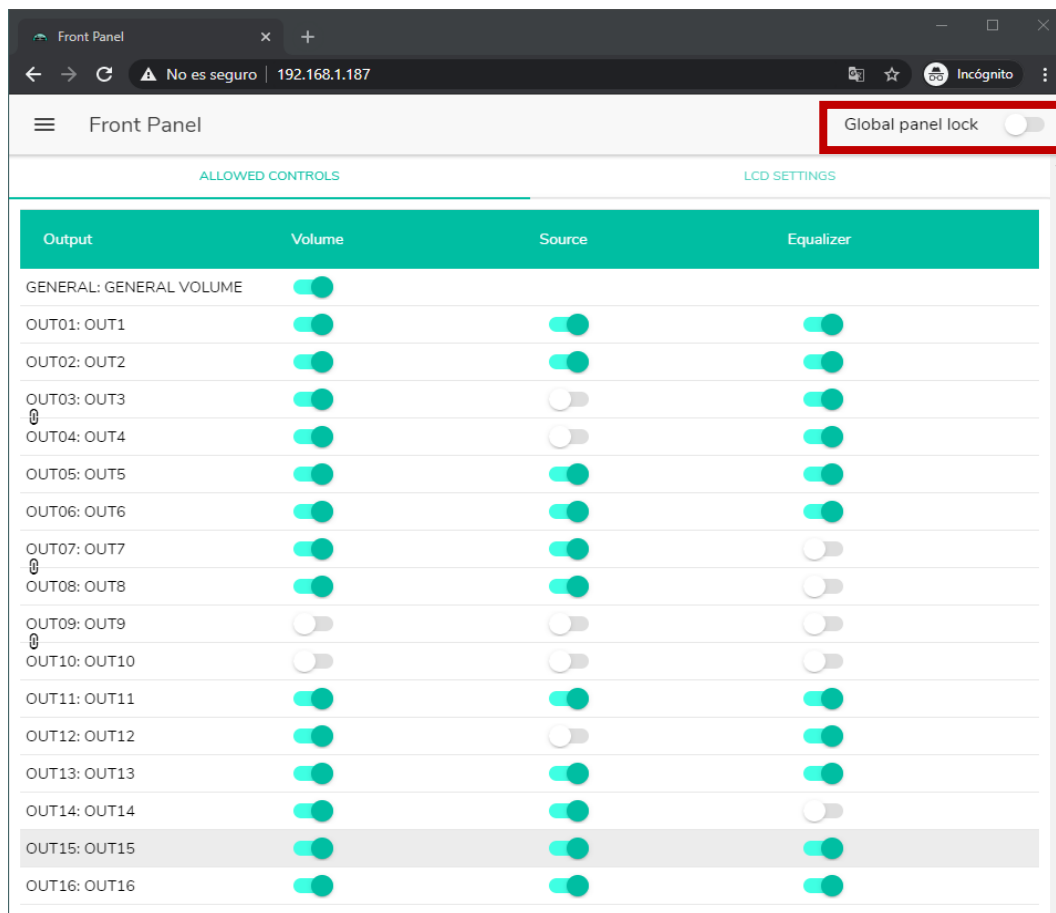 Front Panel
No es seguro | 192.168.1.187
Incógnito
Front Panel
Global panel lock
ALLOWED CONTROLS
LCD SETTINGS
Output Volume Source Equalizer
GENERAL: GENERAL VOLUME
OUT01: OUT1
OUT02: OUT2
OUT03: OUT3
OUT04: OUT4
OUT05: OUT5
OUT06: OUT6
OUT07: OUT7
OUT08: OUT8
OUT09: OUT9
OUT10: OUT10
OUT11: OUT11
OUT12: OUT12
OUT13: OUT13
OUT14: OUT14
OUT15: OUT15
OUT16: OUT16